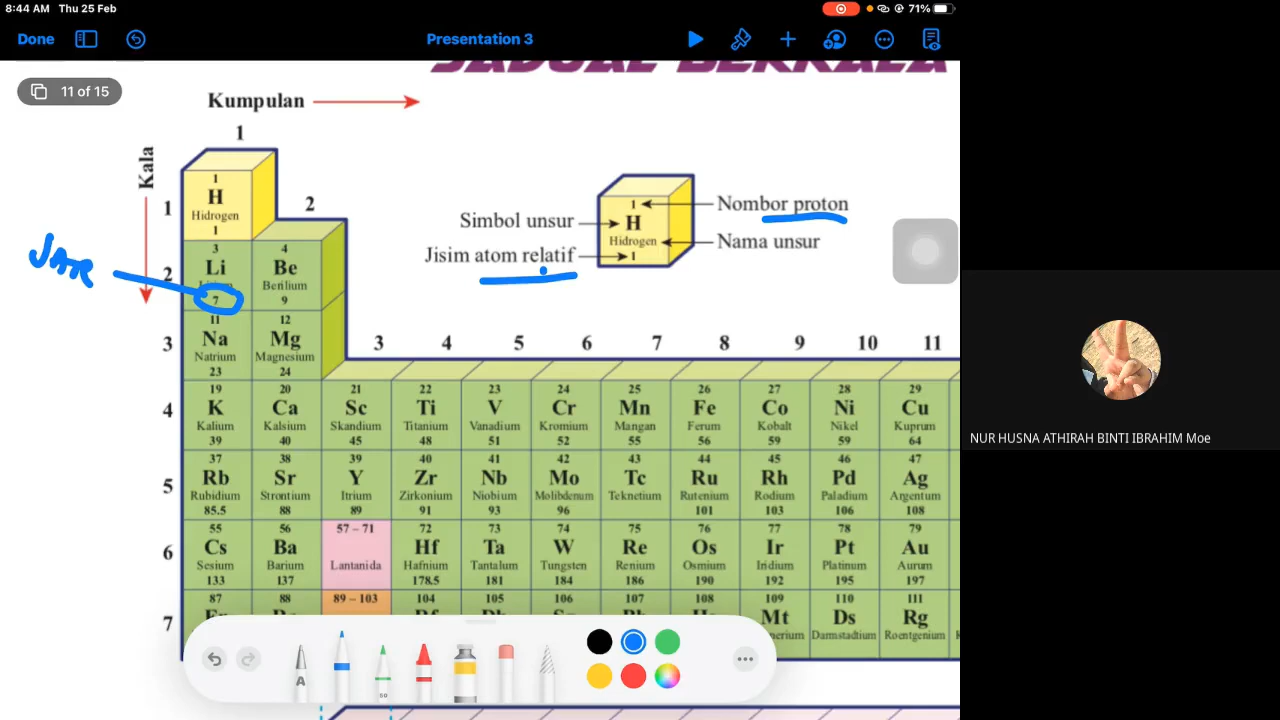 8:44 AM Thu 25 Feb
71%
Done
Presentation 3
JADUAL BERKALA
11 of 15
Kumpulan
Kala
1
2
1 H Hidrogen 1
Simbol unsur
Jisim atom relatif
1 H Hidrogen 1
Nombor proton
Nama unsur
JAR
1
2
3
4
5
6
7
3 Li 7
4 Be Berilium 9
11 Na Natrium 23
12 Mg Magnesium 24
3 4 5 6 7 8 9 10 11
19 K Kalium 39
20 Ca Kalsium 40
21 Sc Skandium 45
22 Ti Titanium 48
23 V Vanadium 51
24 Cr Kromium 52
25 Mn Mangan 55
26 Fe Ferum 56
27 Co Kobalt 59
28 Ni Nikel 59
29 Cu Kuprum 64
37 Rb Rubidium 85.5
38 Sr Strontium 88
39 Y Itrium 89
40 Zr Zirkonium 91
41 Nb Niobium 93
42 Mo Molibdenum 96
43 Tc Teknetium
44 Ru Rutenium 101
45 Rh Rodium 103
46 Pd Paladium 106
47 Ag Argentum 108
55 Cs Sesium 133
56 Ba Barium 137
57 – 71 Lantanida
72 Hf Hafnium 178.5
73 Ta Tantalum 181
74 W Tungsten 184
75 Re Renium 186
76 Os Osmium 190
77 Ir Iridium 192
78 Pt Platinum 195
79 Au Aurum 197
87
88
89 – 103
104
105
106
107
108
109 Mt
110 Ds Darmstadtium
111 Rg Roentgenium
A
50
NUR HUSNA ATHIRAH BINTI IBRAHIM Moe